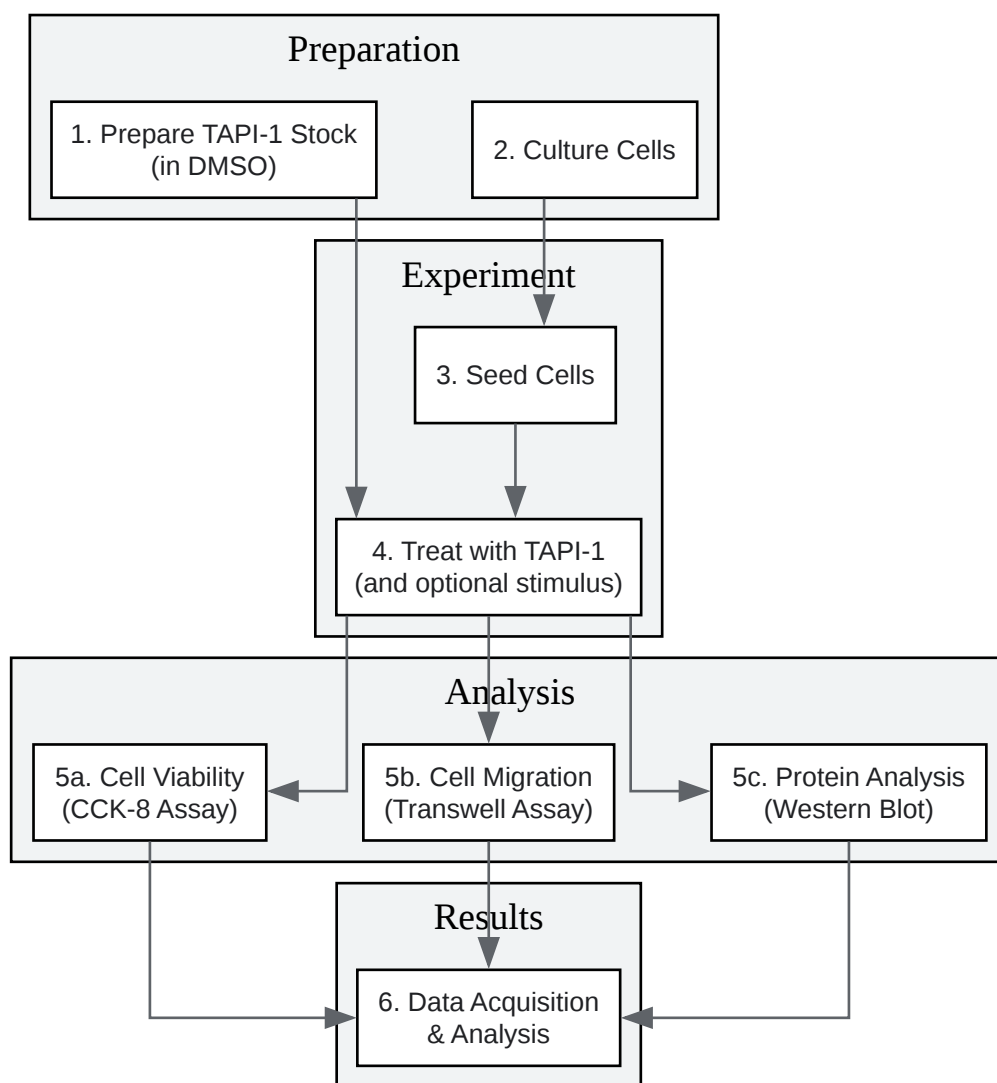 Preparation
1. Prepare TAPI-1 Stock
(in DMSO)
2. Culture Cells
Experiment
3. Seed Cells
4. Treat with TAPI-1
(and optional stimulus)
Analysis
5a. Cell Viability
(CCK-8 Assay)
5b. Cell Migration
(Transwell Assay)
5c. Protein Analysis
(Western Blot)
Results
6. Data Acquisition
& Analysis